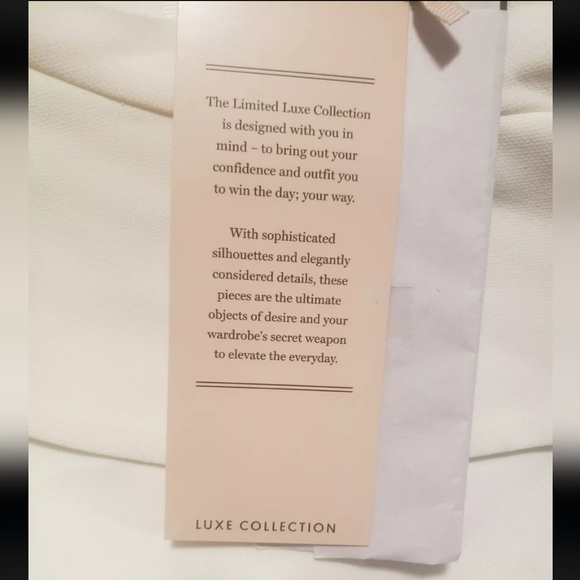 The Limited Luxe Collection
is designed with you in
mind – to bring out your
confidence and outfit you
to win the day; your way.
With sophisticated
silhouettes and elegantly
considered details, these
pieces are the ultimate
objects of desire and your
wardrobe's secret weapon
to elevate the everyday.
LUXE COLLECTION